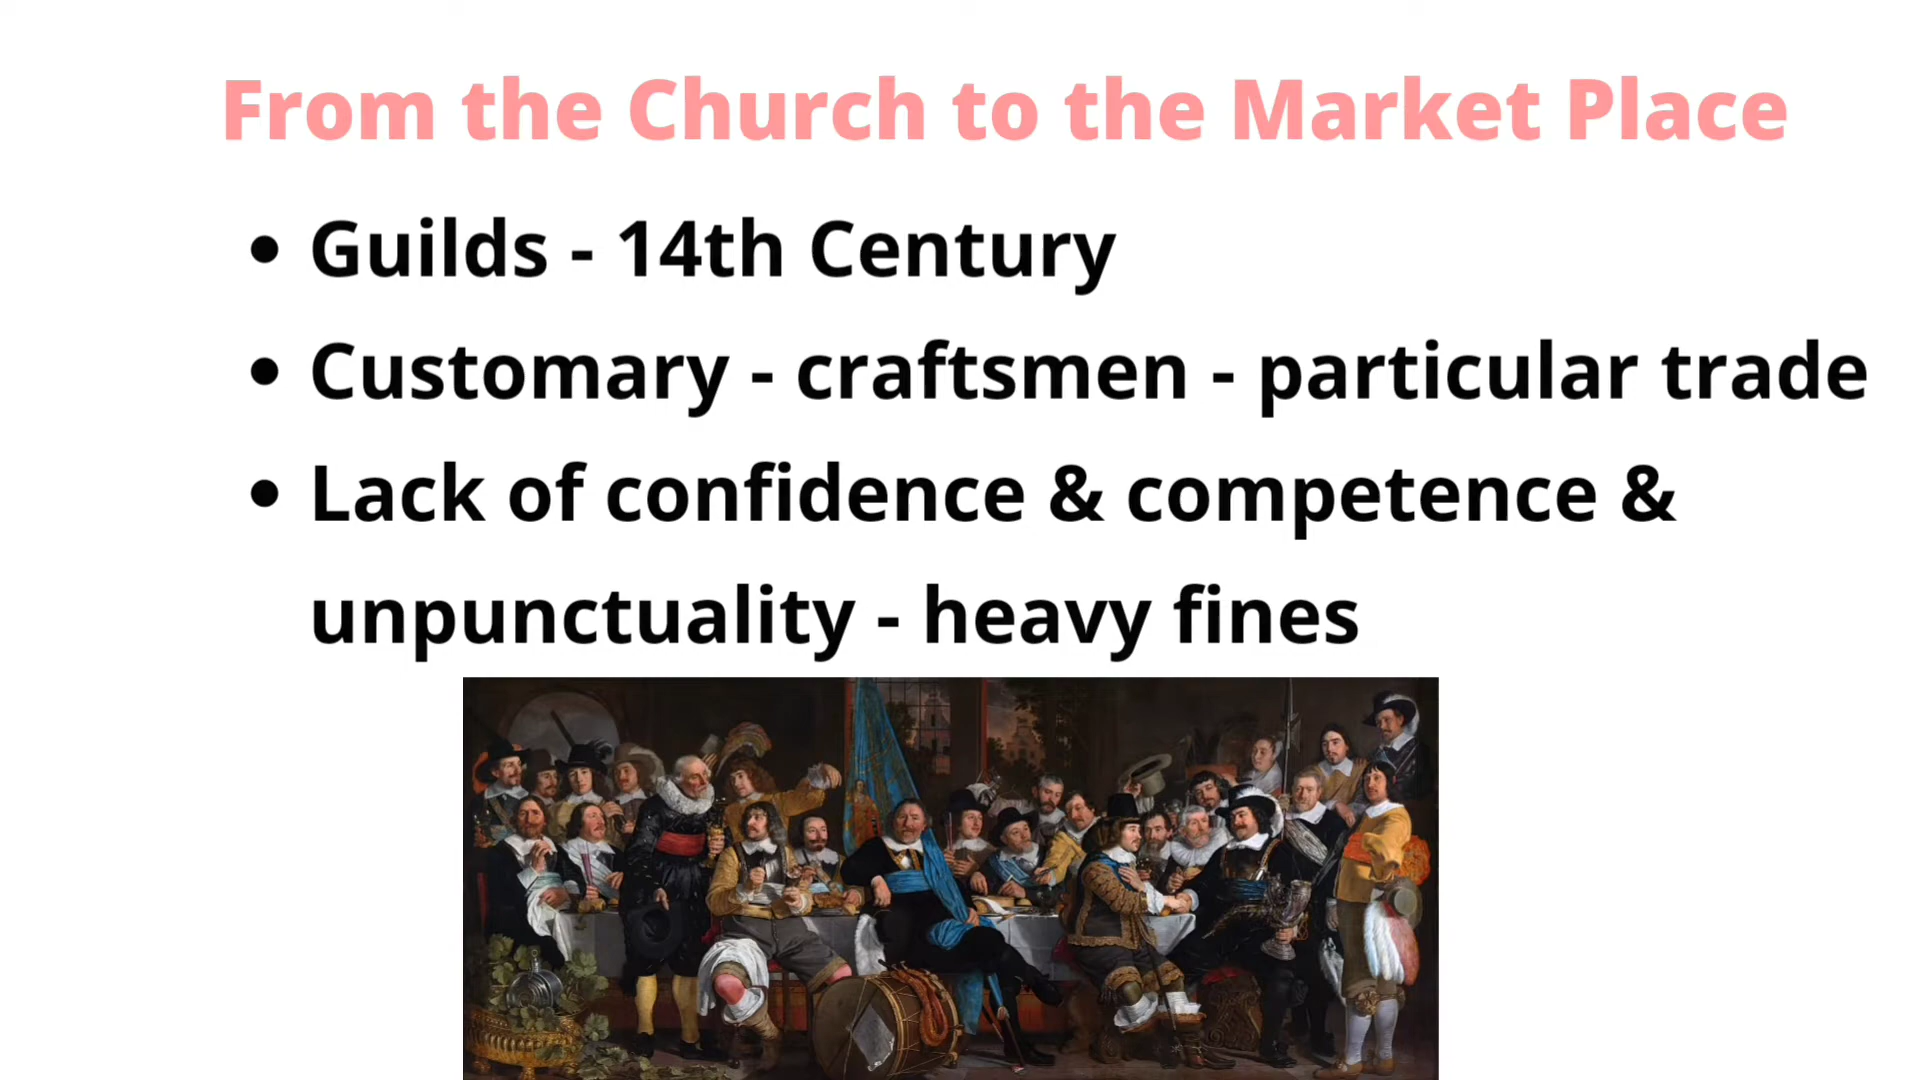 From the Church to the Market Place
• Guilds - 14th Century
• Customary - craftsmen - particular trade
• Lack of confidence & competence &
unpunctuality - heavy fines